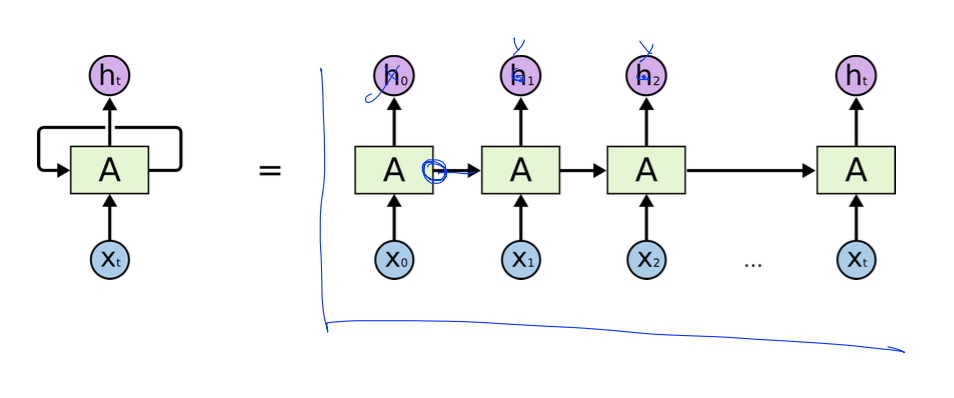 y y
hₜ h₀ h₁ h₂ hₜ
A = A A A A
xₜ x₀ x₁ x₂ ... xₜ